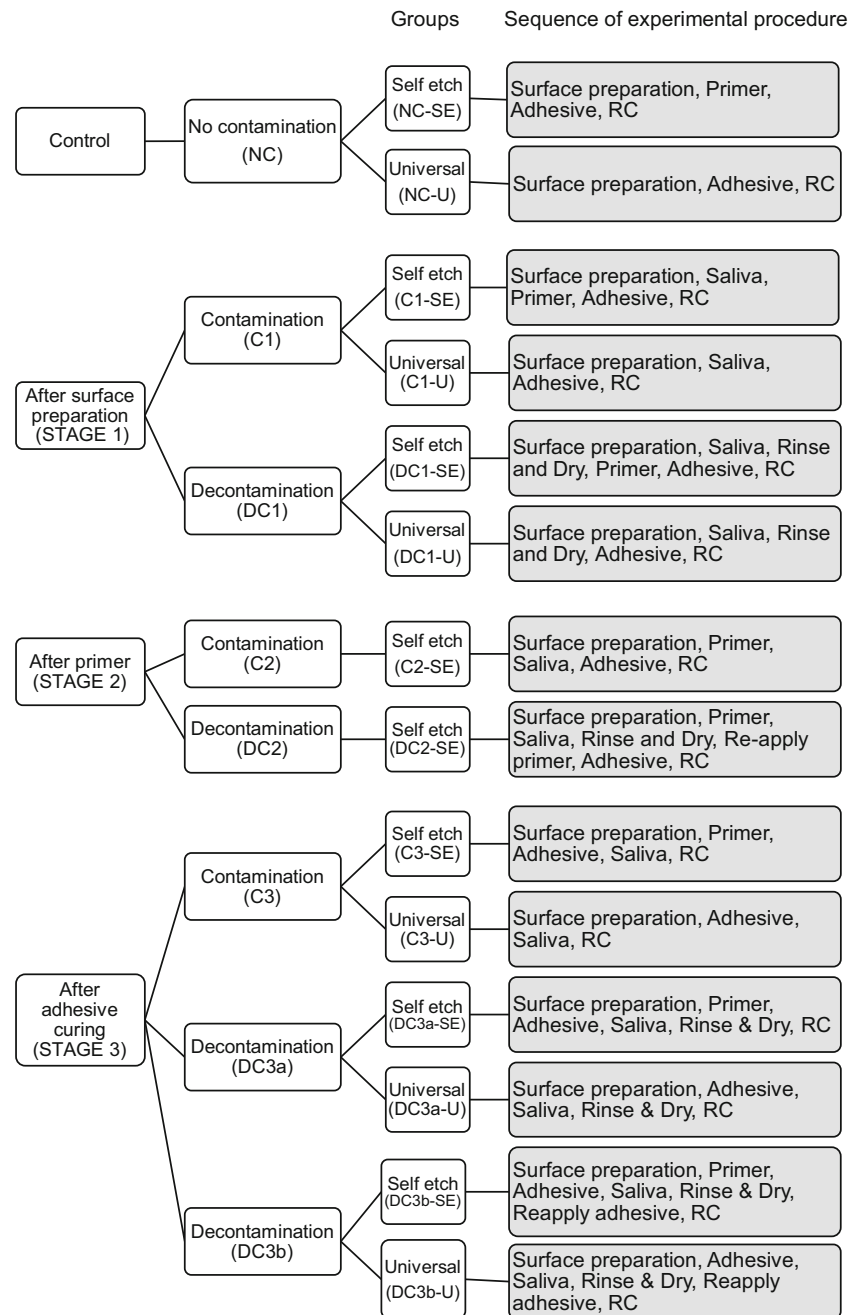 Groups
Sequence of experimental procedure
Control
No contamination
(NC)
Self etch
(NC-SE)
Surface preparation, Primer,
Adhesive, RC
Universal
(NC-U)
Surface preparation, Adhesive, RC
After surface
preparation
(STAGE 1)
Contamination
(C1)
Self etch
(C1-SE)
Surface preparation, Saliva,
Primer, Adhesive, RC
Universal
(C1-U)
Surface preparation, Saliva,
Adhesive, RC
Decontamination
(DC1)
Self etch
(DC1-SE)
Surface preparation, Saliva, Rinse
and Dry, Primer, Adhesive, RC
Universal
(DC1-U)
Surface preparation, Saliva, Rinse
and Dry, Adhesive, RC
After primer
(STAGE 2)
Contamination
(C2)
Self etch
(C2-SE)
Surface preparation, Primer,
Saliva, Adhesive, RC
Decontamination
(DC2)
Self etch
(DC2-SE)
Surface preparation, Primer,
Saliva, Rinse and Dry, Re-apply
primer, Adhesive, RC
After
adhesive
curing
(STAGE 3)
Contamination
(C3)
Self etch
(C3-SE)
Surface preparation, Primer,
Adhesive, Saliva, RC
Universal
(C3-U)
Surface preparation, Adhesive,
Saliva, RC
Decontamination
(DC3a)
Self etch
(DC3a-SE)
Surface preparation, Primer,
Adhesive, Saliva, Rinse & Dry, RC
Universal
(DC3a-U)
Surface preparation, Adhesive,
Saliva, Rinse & Dry, RC
Decontamination
(DC3b)
Self etch
(DC3b-SE)
Surface preparation, Primer,
Adhesive, Saliva, Rinse & Dry,
Reapply adhesive, RC
Universal
(DC3b-U)
Surface preparation, Adhesive,
Saliva, Rinse & Dry, Reapply
adhesive, RC